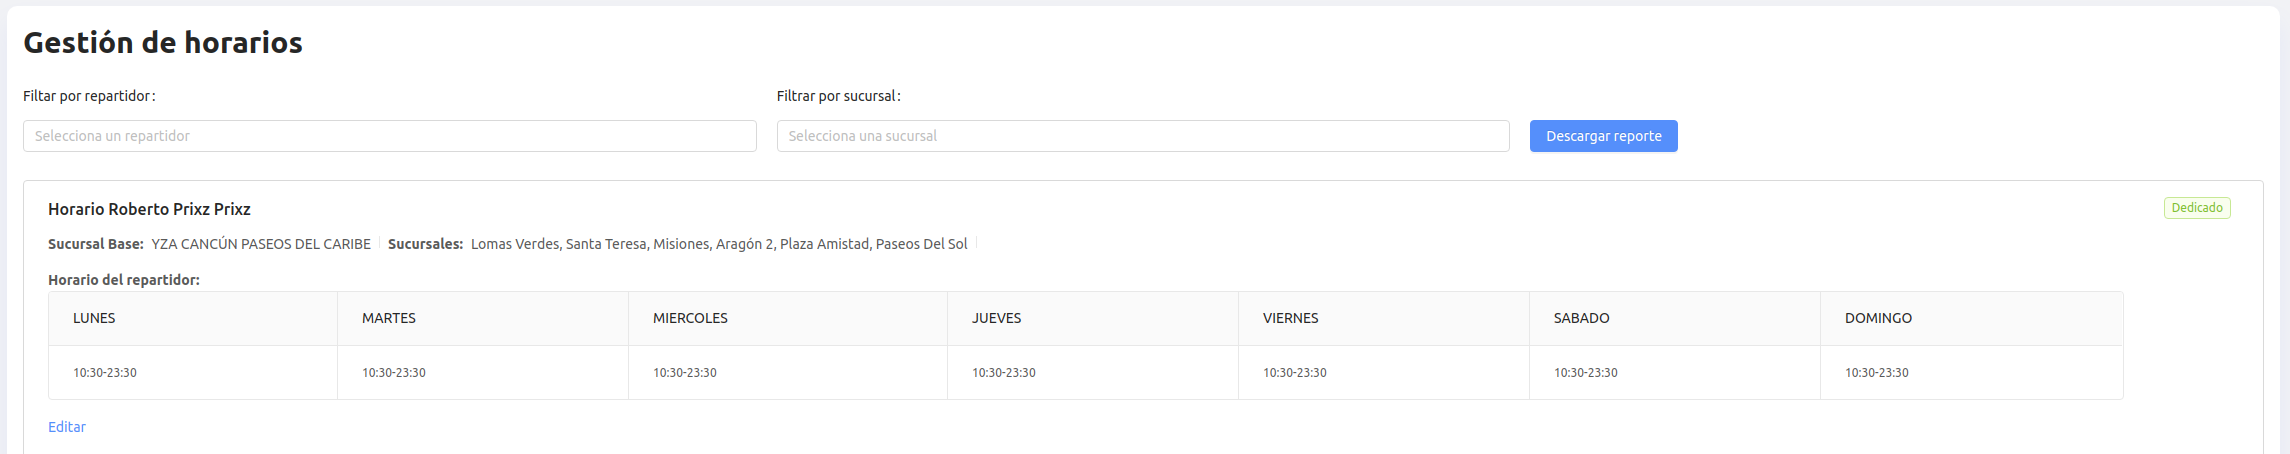 Gestión de horarios
Filtar por repartidor: Filtrar por sucursal:
Selecciona un repartidor Selecciona una sucursal Descargar reporte
Horario Roberto Prixz Prixz Dedicado
Sucursal Base: YZA CANCÚN PASEOS DEL CARIBE Sucursales: Lomas Verdes, Santa Teresa, Misiones, Aragón 2, Plaza Amistad, Paseos Del Sol
Horario del repartidor:
LUNES MARTES MIERCOLES JUEVES VIERNES SABADO DOMINGO
10:30-23:30 10:30-23:30 10:30-23:30 10:30-23:30 10:30-23:30 10:30-23:30 10:30-23:30
Editar